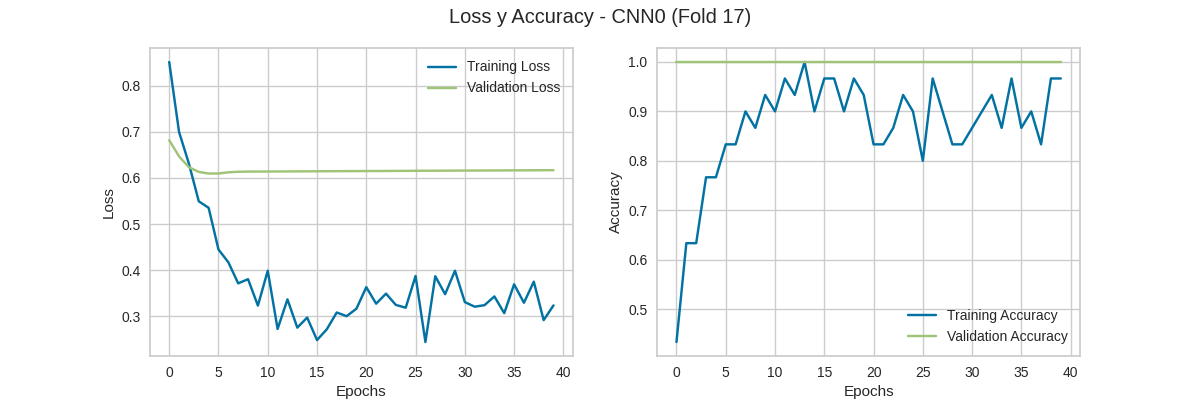 Loss y Accuracy - CNN0 (Fold 17)
Loss
0.8
0.7
0.6
0.5
0.4
0.3
Training Loss
Validation Loss
0 5 10 15 20 25 30 35 40
Epochs
Accuracy
1.0
0.9
0.8
0.7
0.6
0.5
Training Accuracy
Validation Accuracy
0 5 10 15 20 25 30 35 40
Epochs